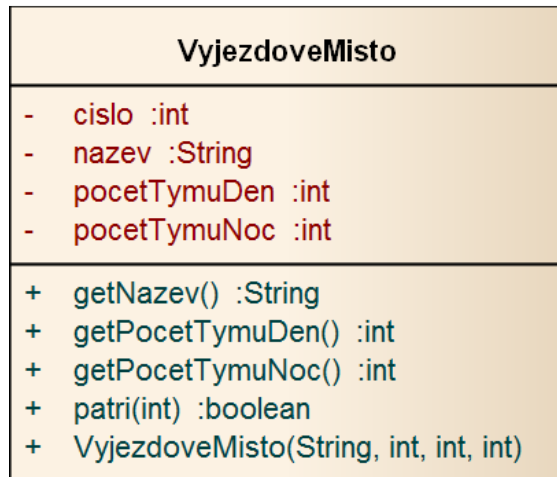 VyjezdoveMisto
- cislo :int
- nazev :String
- pocetTymuDen :int
- pocetTymuNoc :int
+ getNazev() :String
+ getPocetTymuDen() :int
+ getPocetTymuNoc() :int
+ patri(int) :boolean
+ VyjezdoveMisto(String, int, int, int)